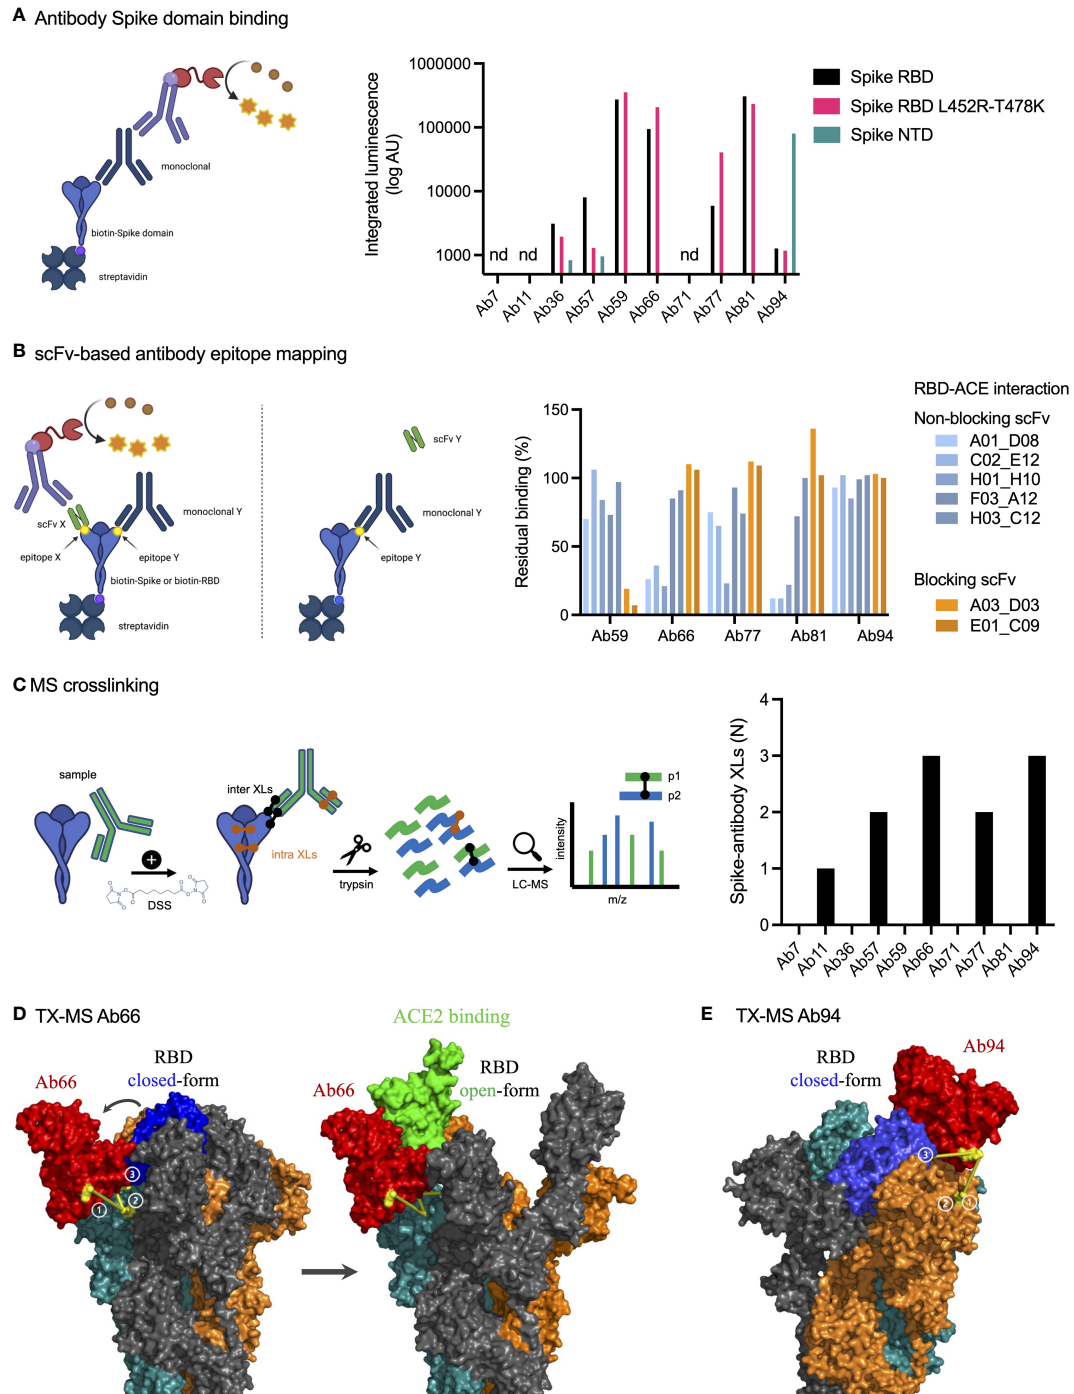 A Antibody Spike domain binding
monoclonal
biotin-Spike domain
streptavidin
Integrated luminescence
(log AU)
1000000
100000
10000
1000
nd
nd
nd
Ab7
Ab11
Ab36
Ab57
Ab59
Ab66
Ab71
Ab77
Ab81
Ab94
Spike RBD
Spike RBD L452R-T478K
Spike NTD
B scFv-based antibody epitope mapping
scFv X
monoclonal Y
epitope X
epitope Y
biotin-Spike or biotin-RBD
streptavidin
scFv Y
monoclonal Y
epitope Y
Residual binding (%)
150
100
50
0
Ab59
Ab66
Ab77
Ab81
Ab94
RBD-ACE interaction
Non-blocking scFv
A01_D08
C02_E12
H01_H10
F03_A12
H03_C12
Blocking scFv
A03_D03
E01_C09
C MS crosslinking
sample
+
DSS
inter XLs
intra XLs
trypsin
LC-MS
p1
p2
intensity
m/z
Spike-antibody XLs (N)
4
3
2
1
0
Ab7
Ab11
Ab36
Ab57
Ab59
Ab66
Ab71
Ab77
Ab81
Ab94
D TX-MS Ab66
Ab66
RBD
closed-form
1
2
3
ACE2 binding
Ab66
RBD
open-form
E TX-MS Ab94
RBD
closed-form
Ab94
3
2
1